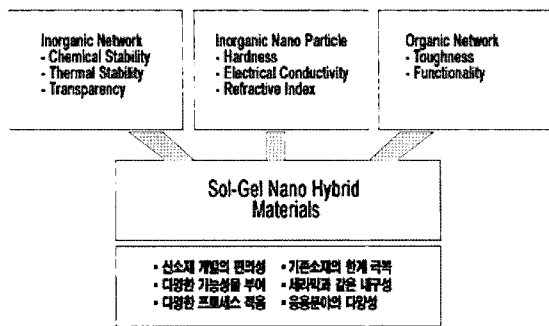 Inorganic Network
- Chemical Stability
- Thermal Stability
- Transparency
Inorganic Nano Particle
- Hardness
- Electrical Conductivity
- Refractive Index
Organic Network
- Toughness
- Functionality
Sol-Gel Nano Hybrid
Materials
▪ 신소재 개발의 편의성
▪ 다양한 기능성을 부여
▪ 다양한 프로세스 적용
▪ 기존소재의 한계 극복
▪ 세라믹과 같은 내구성
▪ 응용분야의 다양성